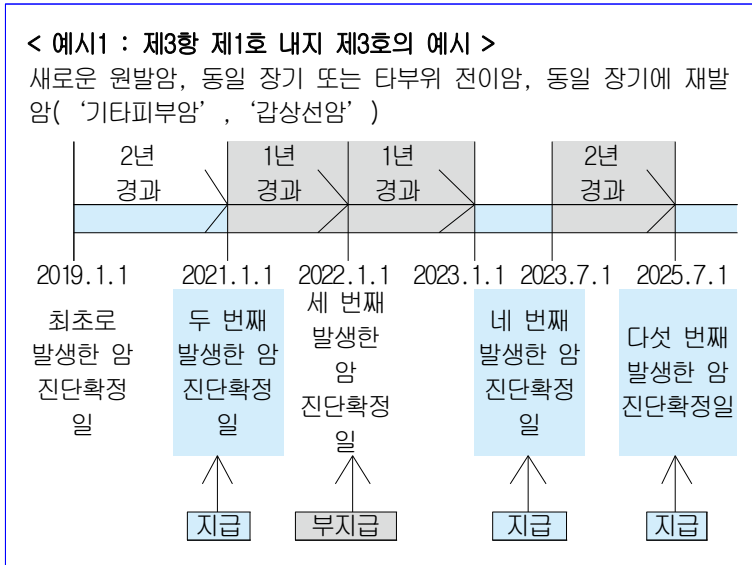 < 예시1 : 제3항 제1호 내지 제3호의 예시 >
새로운 원발암, 동일 장기 또는 타부위 전이암, 동일 장기에 재발
암( ‘기타피부암’ , ‘갑상선암’ )
2년 경과
1년 경과
1년 경과
2년 경과
2019.1.1 2021.1.1 2022.1.1 2023.1.1 2023.7.1 2025.7.1
최초로
발생한 암
진단확정
일
두 번째
발생한 암
진단확정
일
세 번째
발생한
암
진단확정
일
네 번째
발생한 암
진단확정
일
다섯 번째
발생한 암
진단확정일
지급 부지급 지급 지급